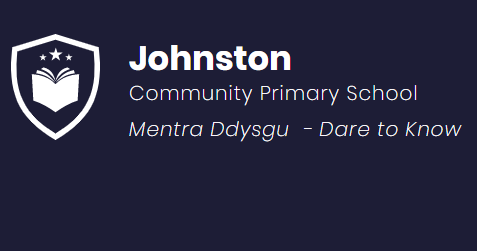 Johnston
Community Primary School
Mentra Ddysgu - Dare to Know